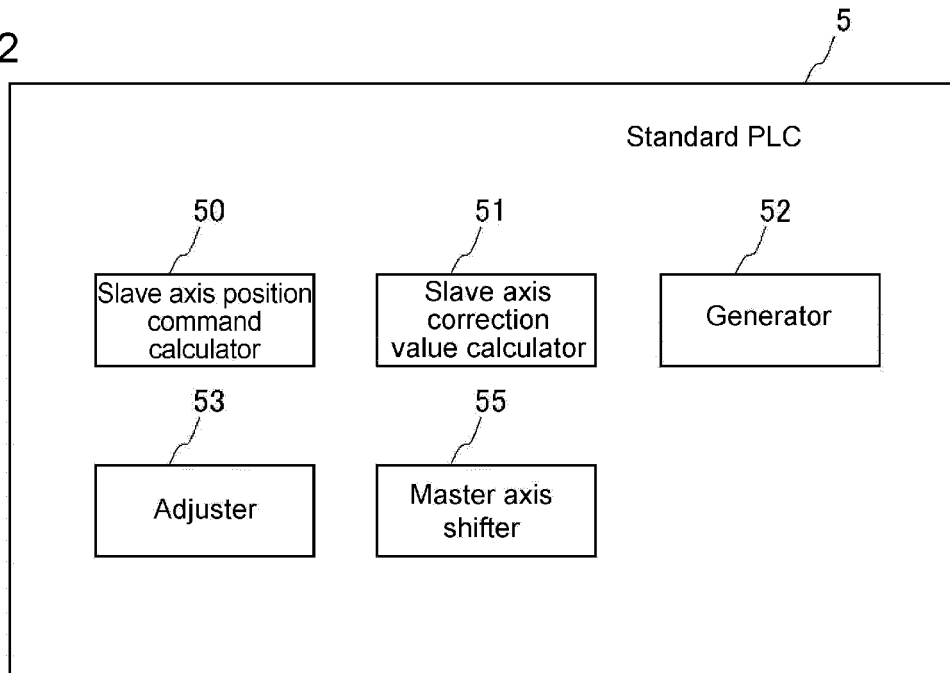 2
5
Standard PLC
50
51
52
Slave axis position
command
calculator
Slave axis
correction
value calculator
Generator
53
55
Adjuster
Master axis
shifter